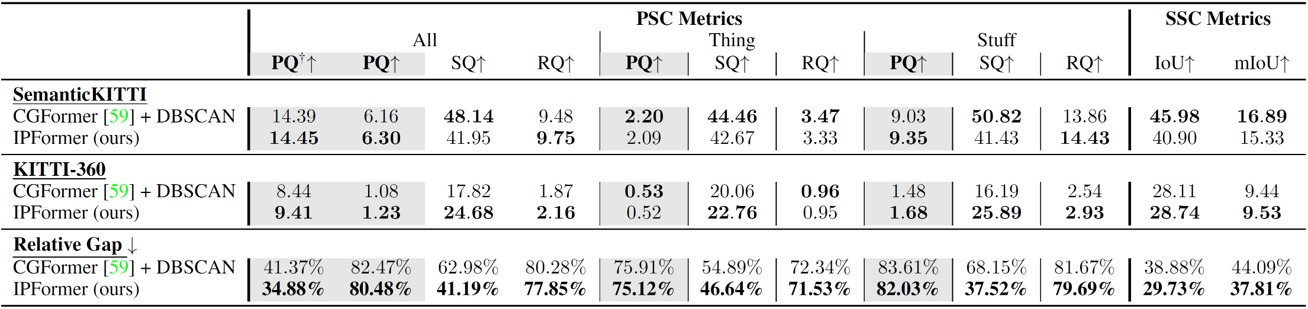 PSC Metrics SSC Metrics
All Thing Stuff
PQ†↑ PQ↑ SQ↑ RQ↑ PQ↑ SQ↑ RQ↑ PQ↑ SQ↑ RQ↑ IoU↑ mIoU↑
SemanticKITTI
CGFormer [59] + DBSCAN 14.39 6.16 48.14 9.48 2.20 44.46 3.47 9.03 50.82 13.86 45.98 16.89
IPFormer (ours) 14.45 6.30 41.95 9.75 2.09 42.67 3.33 9.35 41.43 14.43 40.90 15.33
KITTI-360
CGFormer [59] + DBSCAN 8.44 1.08 17.82 1.87 0.53 20.06 0.96 1.48 16.19 2.54 28.11 9.44
IPFormer (ours) 9.41 1.23 24.68 2.16 0.52 22.76 0.95 1.68 25.89 2.93 28.74 9.53
Relative Gap ↓
CGFormer [59] + DBSCAN 41.37% 82.47% 62.98% 80.28% 75.91% 54.89% 72.34% 83.61% 68.15% 81.67% 38.88% 44.09%
IPFormer (ours) 34.88% 80.48% 41.19% 77.85% 75.12% 46.64% 71.53% 82.03% 37.52% 79.69% 29.73% 37.81%